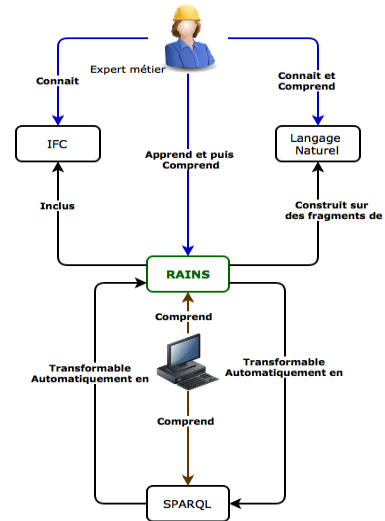 Expert métier
Connait
Connait et
Comprend
IFC
Langage
Naturel
Apprend et puis
Comprend
Inclus
Construit sur
des fragments de
RAINS
Comprend
Transformable
Automatiquement en
Transformable
Automatiquement en
Comprend
SPARQL